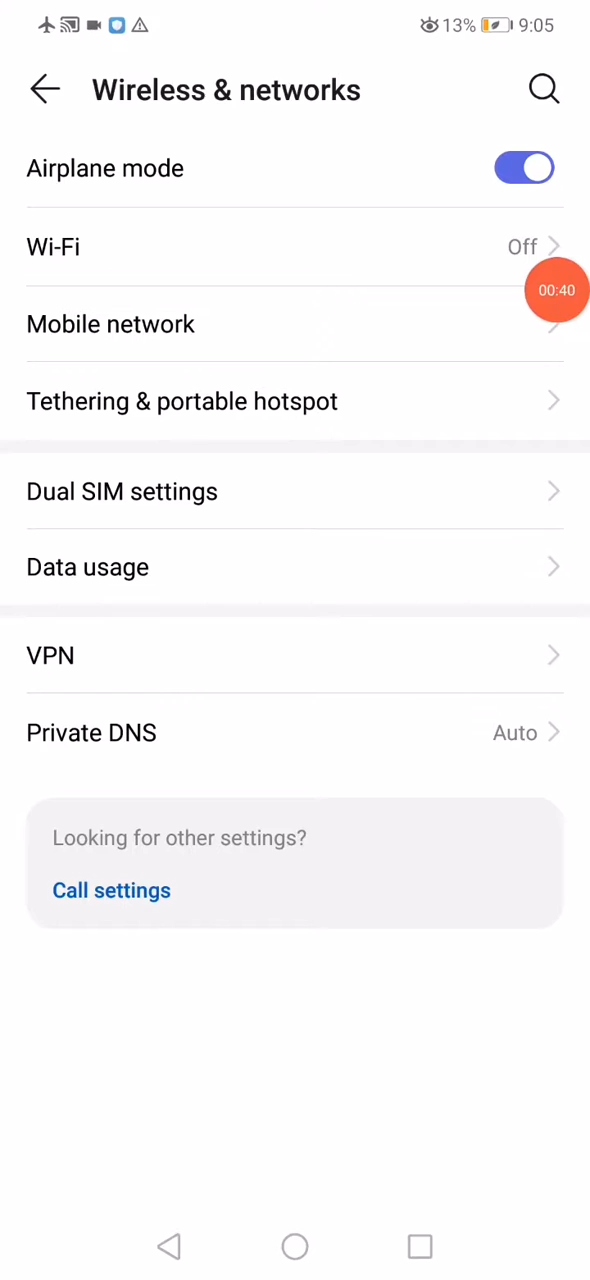 13% 9:05
Wireless & networks
Airplane mode
Wi-Fi Off
00:40
Mobile network
Tethering & portable hotspot
Dual SIM settings
Data usage
VPN
Private DNS Auto
Looking for other settings?
Call settings